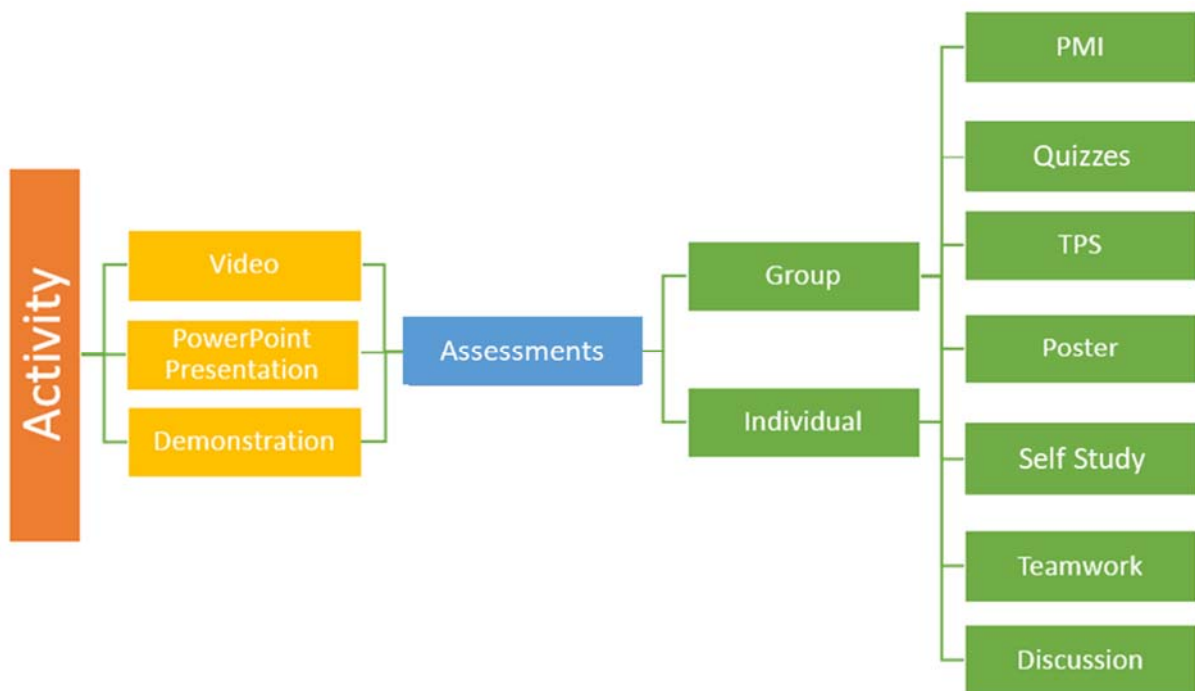 Activity
Video
PowerPoint
Presentation
Demonstration
Assessments
Group
Individual
PMI
Quizzes
TPS
Poster
Self Study
Teamwork
Discussion